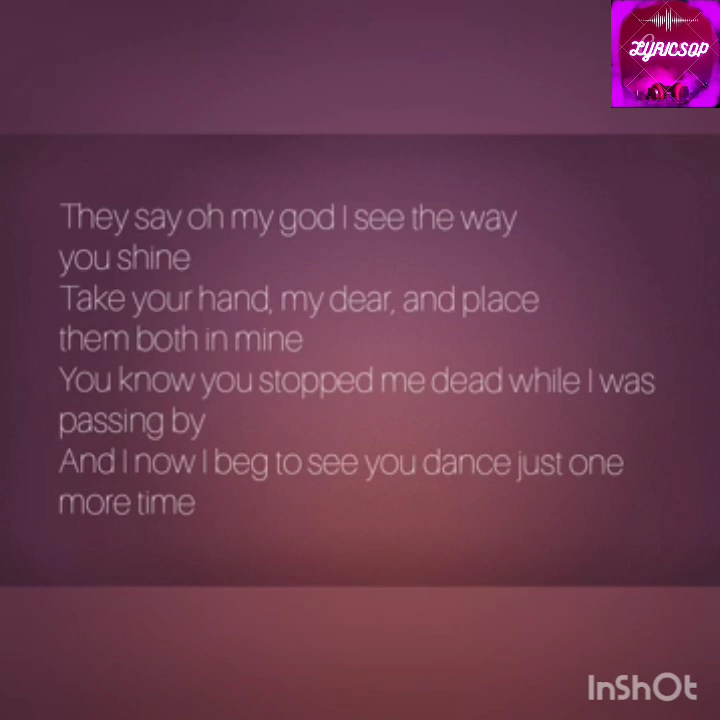 LYRICSOP
They say oh my god I see the way
you shine
Take your hand, my dear, and place
them both in mine
You know you stopped me dead while I was
passing by
And I now I beg to see you dance just one
more time
InShOt